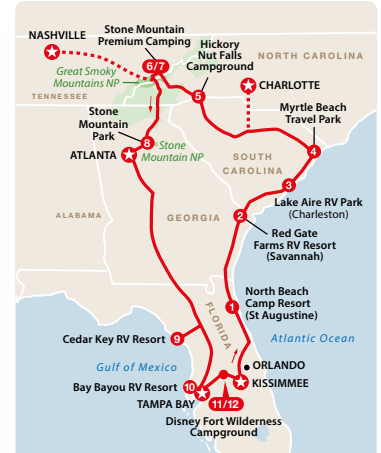 NASHVILLE
Stone Mountain
Premium Camping
6/7
Hickory
Nut Falls
Campground
NORTH CAROLINA
Great Smoky
Mountains NP
CHARLOTTE
TENNESSEE
5
Myrtle Beach
Travel Park
Stone
Mountain
Park
8
Stone
Mountain NP
ATLANTA
4
SOUTH
CAROLINA
3
Lake Aire RV Park
(Charleston)
ALABAMA
GEORGIA
2
Red Gate
Farms RV Resort
(Savannah)
North Beach
Camp Resort
(St Augustine)
1
FLORIDA
Atlantic Ocean
Cedar Key RV Resort
9
Gulf of Mexico
ORLANDO
KISSIMMEE
Bay Bayou RV Resort
10
TAMPA BAY
11/12
Disney Fort Wilderness
Campground